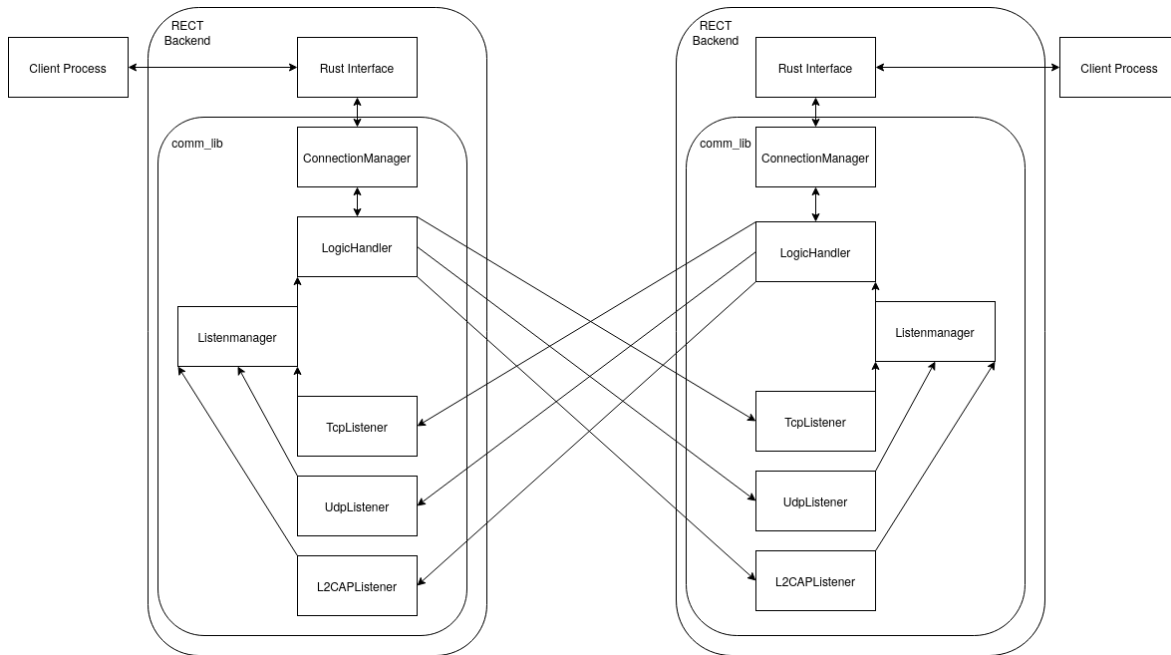 RECT
Backend
Client Process
Rust Interface
comm_lib
ConnectionManager
LogicHandler
Listenmanager
TcpListener
UdpListener
L2CAPListener
RECT
Backend
Rust Interface
Client Process
comm_lib
ConnectionManager
LogicHandler
Listenmanager
TcpListener
UdpListener
L2CAPListener